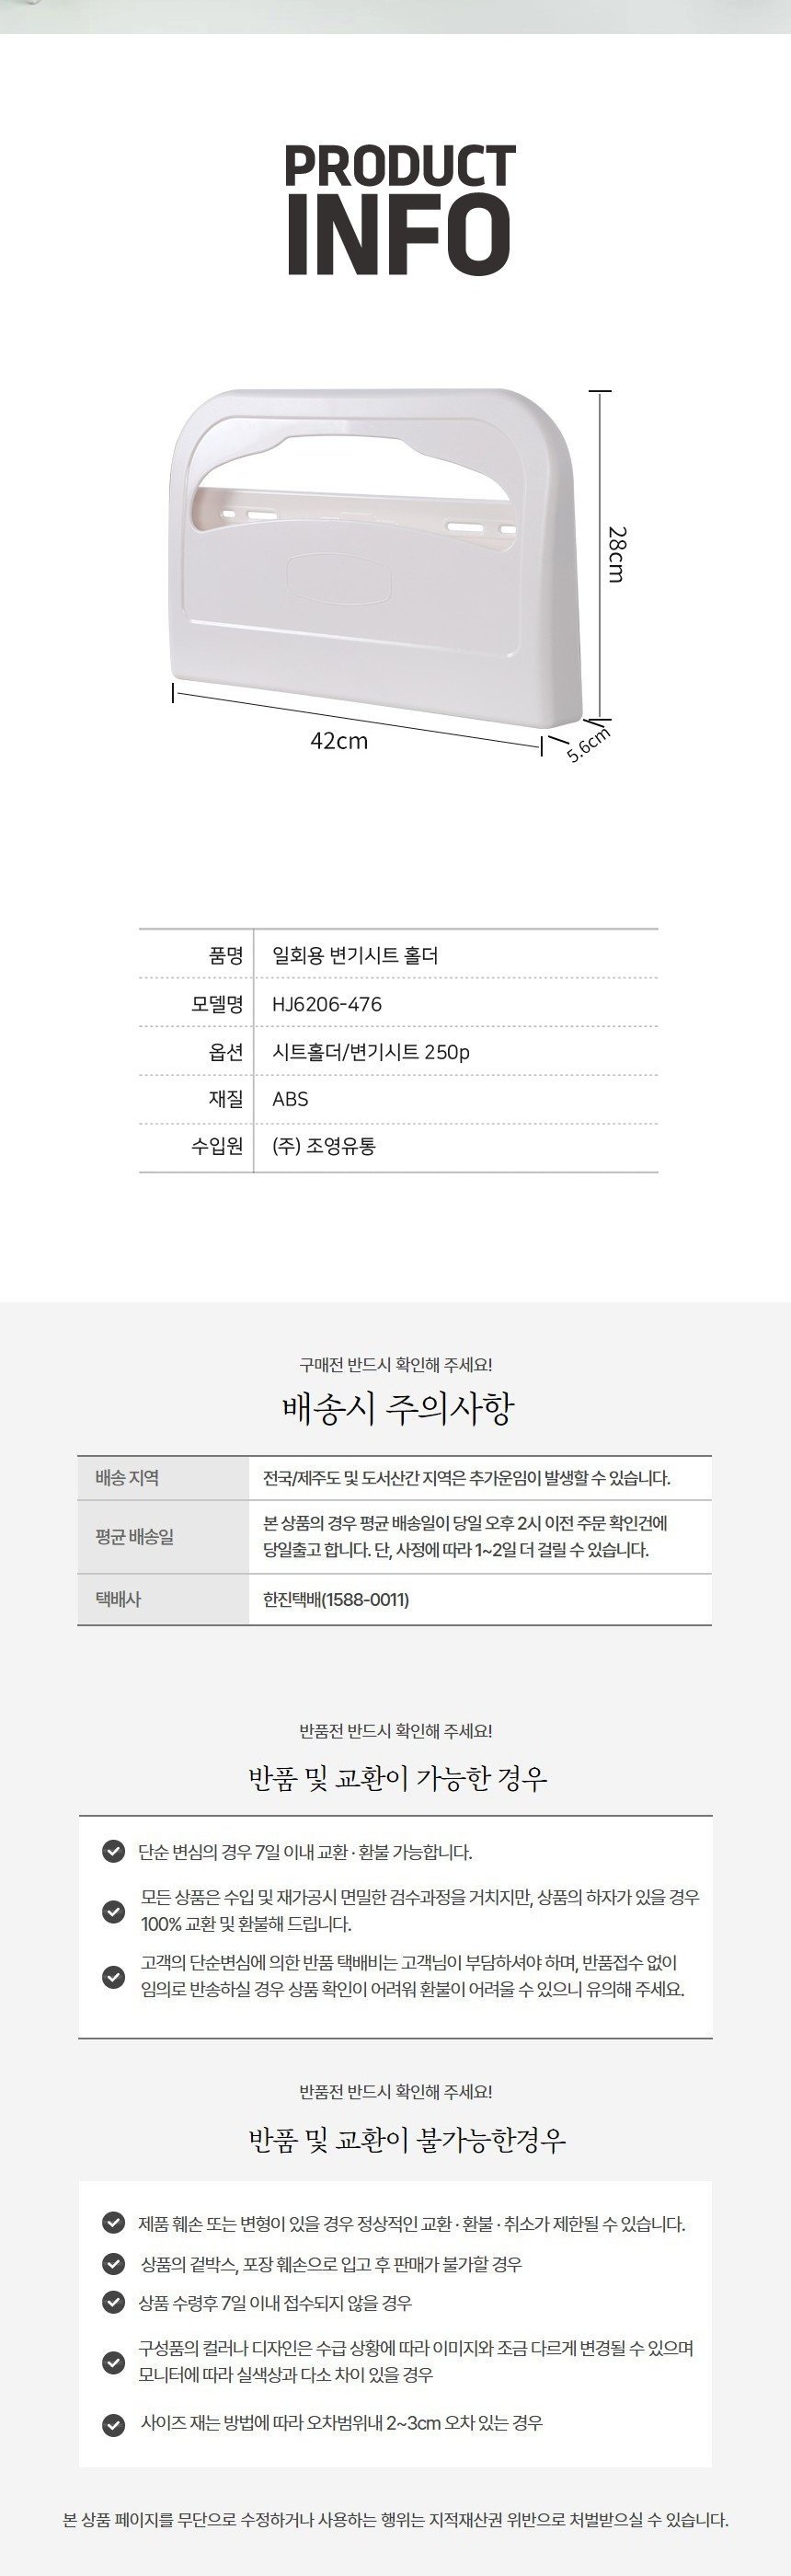 PRODUCT
INFO
28cm
42cm
5.6cm
품명 일회용 변기시트 홀더
모델명 HJ6206-476
옵션 시트홀더/변기시트 250p
재질 ABS
수입원 (주) 조영유통
구매전 반드시 확인해 주세요!
배송시 주의사항
배송 지역 전국/제주도 및 도서산간 지역은 추가운임이 발생할 수 있습니다.
평균 배송일 본 상품의 경우 평균 배송일이 당일 오후 2시 이전 주문 확인건에
당일출고 합니다. 단, 사정에 따라 1~2일 더 걸릴 수 있습니다.
택배사 한진택배(1588-0011)
반품전 반드시 확인해 주세요!
반품 및 교환이 가능한 경우
단순 변심의 경우 7일 이내 교환 · 환불 가능합니다.
모든 상품은 수입 및 재가공시 면밀한 검수과정을 거치지만, 상품의 하자가 있을 경우
100% 교환 및 환불해 드립니다.
고객의 단순변심에 의한 반품 택배비는 고객님이 부담하셔야 하며, 반품접수 없이
임의로 반송하실 경우 상품 확인이 어려워 환불이 어려울 수 있으니 유의해 주세요.
반품전 반드시 확인해 주세요!
반품 및 교환이 불가능한경우
제품 훼손 또는 변형이 있을 경우 정상적인 교환 · 환불 · 취소가 제한될 수 있습니다.
상품의 겉박스, 포장 훼손으로 입고 후 판매가 불가할 경우
상품 수령후 7일 이내 접수되지 않을 경우
구성품의 컬러나 디자인은 수급 상황에 따라 이미지와 조금 다르게 변경될 수 있으며
모니터에 따라 실색상과 다소 차이 있을 경우
사이즈 재는 방법에 따라 오차범위내 2~3cm 오차 있는 경우
본 상품 페이지를 무단으로 수정하거나 사용하는 행위는 지적재산권 위반으로 처벌받으실 수 있습니다.